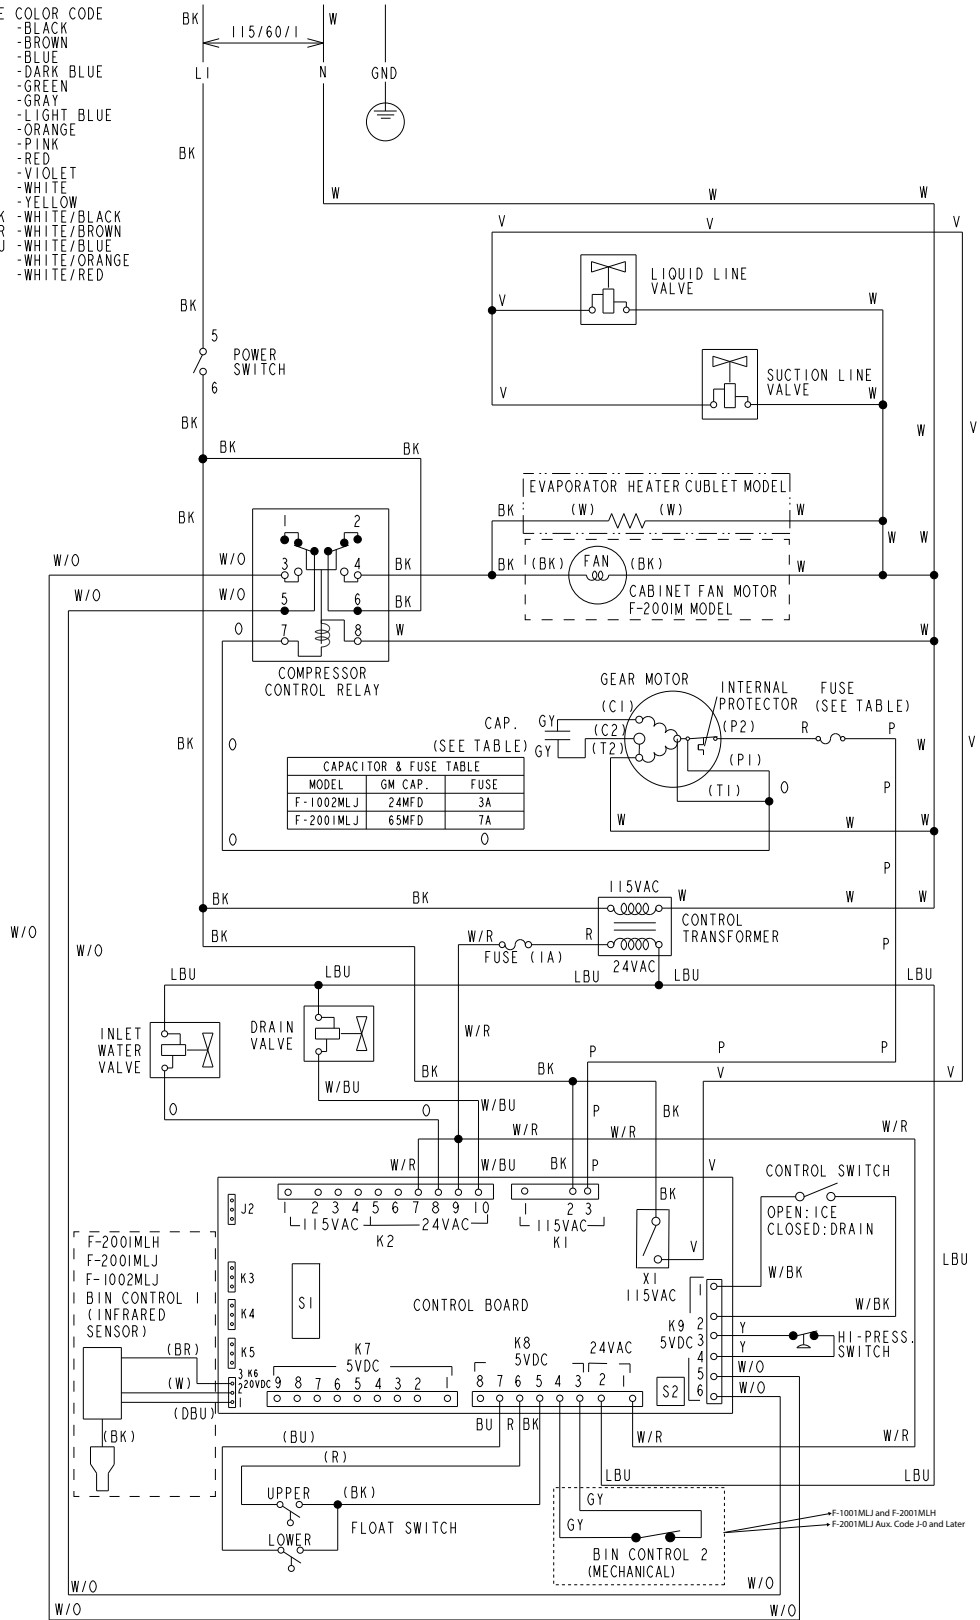 E COLOR CODE
-BLACK
-BROWN
-BLUE
-DARK BLUE
-GREEN
-GRAY
-LIGHT BLUE
-ORANGE
-PINK
-RED
-VIOLET
-WHITE
-YELLOW
K -WHITE/BLACK
R -WHITE/BROWN
U -WHITE/BLUE
-WHITE/ORANGE
-WHITE/RED
BK W
115/60/1
L1 N GND
BK
W W W
V V V
LIQUID LINE
VALVE
V W
BK
5
POWER
SWITCH
6
SUCTION LINE
VALVE
V W
BK
W V
BK BK
EVAPORATOR HEATER CUBLET MODEL
BK (W) (W) W
BK
1 2
W W
W/O W/O 3 4 BK BK (BK) FAN (BK) W
CABINET FAN MOTOR
F-2001M MODEL
W/O W/O 5 6 BK
O 7 8 W W
COMPRESSOR
CONTROL RELAY
GEAR MOTOR
INTERNAL
PROTECTOR
FUSE
(SEE TABLE)
(C1)
CAP.
(SEE TABLE)
GY
GY
(C2)
(T2)
(P2) R P
BK O W V
(P1)
(T1) O P
CAPACITOR & FUSE TABLE
MODEL GM CAP. FUSE
F-1002MLJ 24MFD 3A
F-2001MLJ 65MFD 7A
W W W
O O
P
115VAC
BK BK W W W
CONTROL
TRANSFORMER
W/O W/O BK W/R
FUSE (1A)
R
24VAC
P
LBU LBU LBU LBU LBU
INLET
WATER
VALVE
DRAIN
VALVE
W/R
P P P
W/BU
BK BK V V
O O W/BU
P BK
W/R W/R W/R
W/R W/BU BK P V
CONTROL SWITCH
BK
OPEN:ICE
CLOSED:DRAIN
J2
1 2 3 4 5 6 7 8 9 10
115VAC 24VAC
K2
1 2 3
115VAC
K1
V
X1
115VAC
LBU
W/BK
W/BK
F-2001MLH
F-2001MLJ
F-1002MLJ
BIN CONTROL 1
(INFRARED
SENSOR)
K3
K4
K5
S1
CONTROL BOARD
K9
5VDC
1
2
3
4
5
6
Y
Y
HI-PRESS.
SWITCH
W/O
W/O
(BR)
(W)
(DBU)
(BK)
3 K6
2 20VDC
1
K7
5VDC
9 8 7 6 5 4 3 2 1
K8
5VDC
24VAC
8 7 6 5 4 3 2 1
S2
BU R BK
W/R W/R
(BU)
(R)
LBU LBU
UPPER
(BK)
LOWER
FLOAT SWITCH
GY
GY
BIN CONTROL 2
(MECHANICAL)
F-1001MLJ and F-2001MLH
F-2001MLJ Aux. Code J-0 and Later
W/O W/O
W/O W/O